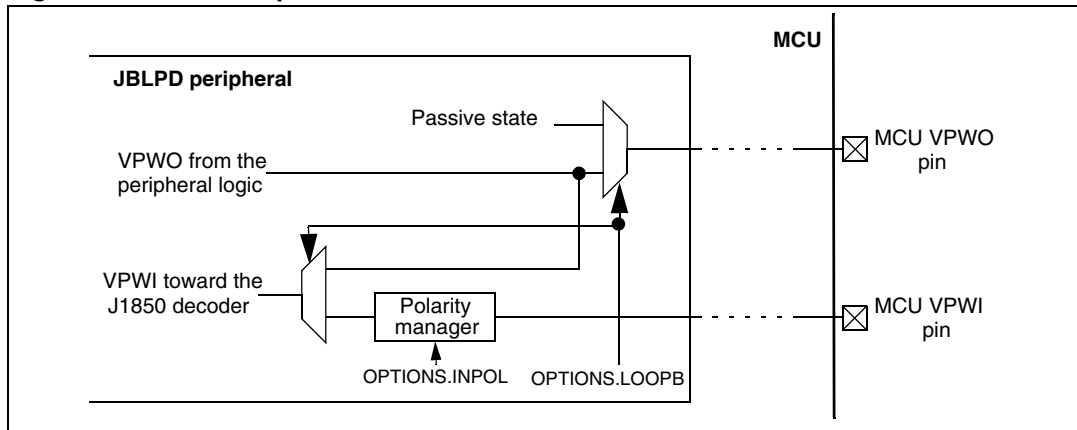 MCU
JBLPD peripheral
Passive state
MCU VPWO
pin
VPWO from the
peripheral logic
VPWI toward the
J1850 decoder
Polarity
manager
MCU VPWI
pin
OPTIONS.INPOL
OPTIONS.LOOPB